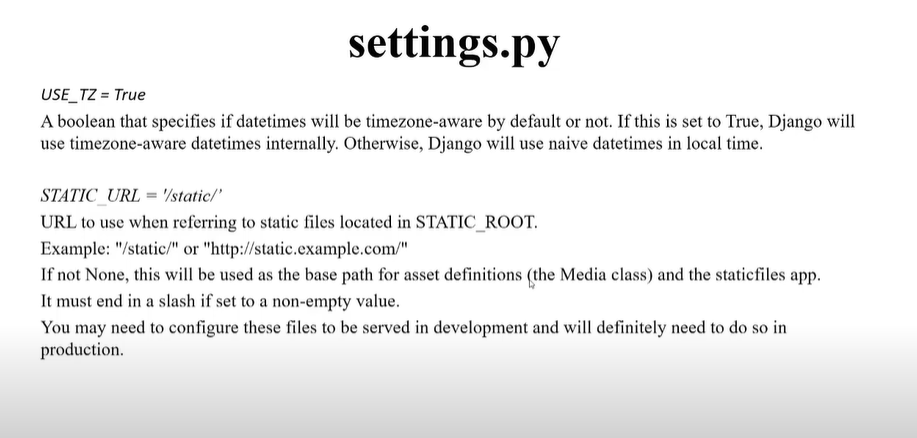 settings.py
USE_TZ = True
A boolean that specifies if datetimes will be timezone-aware by default or not. If this is set to True, Django will
use timezone-aware datetimes internally. Otherwise, Django will use naive datetimes in local time.
STATIC_URL = '/static/'
URL to use when referring to static files located in STATIC_ROOT.
Example: "/static/" or "http://static.example.com/"
If not None, this will be used as the base path for asset definitions (the Media class) and the staticfiles app.
It must end in a slash if set to a non-empty value.
You may need to configure these files to be served in development and will definitely need to do so in
production.